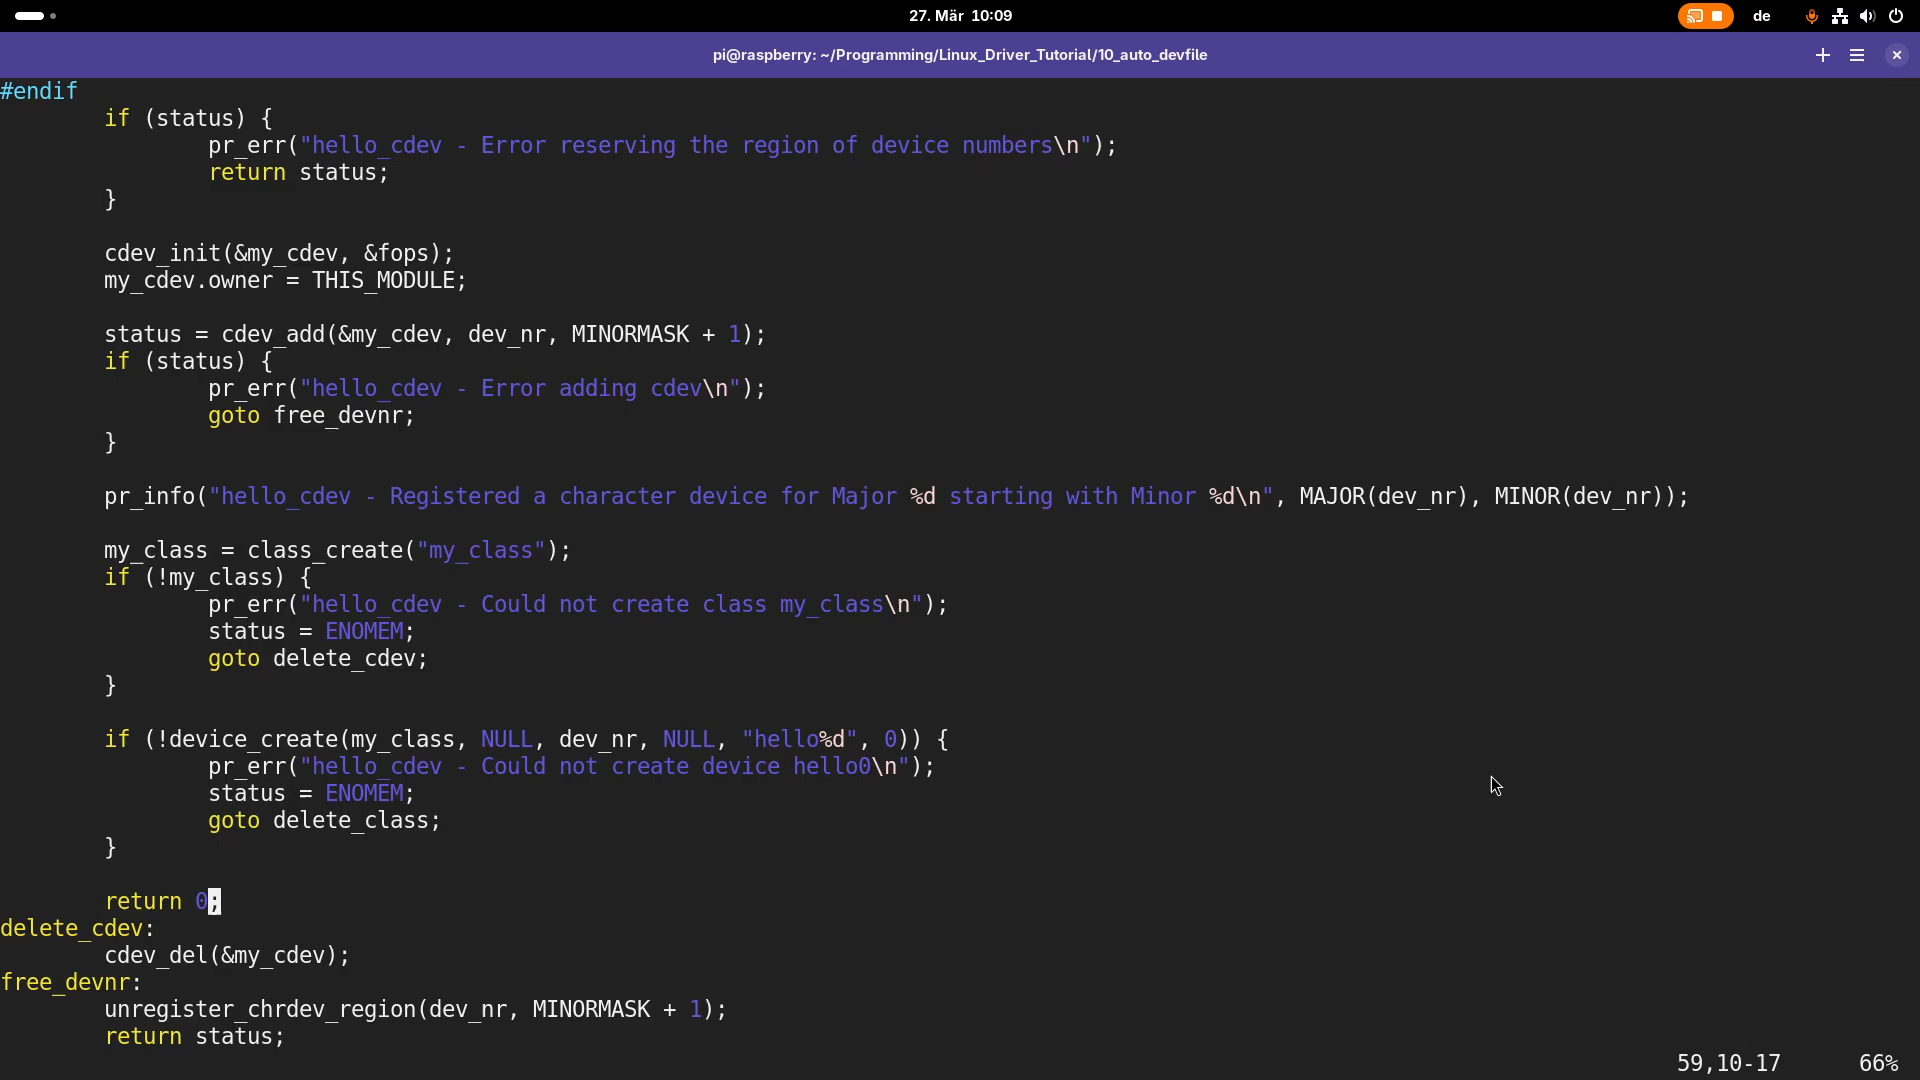 27. Mär 10:09
de
pi@raspberry: ~/Programming/Linux_Driver_Tutorial/10_auto_devfile
#endif
if (status) {
pr_err("hello_cdev - Error reserving the region of device numbers\n");
return status;
}
cdev_init(&my_cdev, &fops);
my_cdev.owner = THIS_MODULE;
status = cdev_add(&my_cdev, dev_nr, MINORMASK + 1);
if (status) {
pr_err("hello_cdev - Error adding cdev\n");
goto free_devnr;
}
pr_info("hello_cdev - Registered a character device for Major %d starting with Minor %d\n", MAJOR(dev_nr), MINOR(dev_nr));
my_class = class_create("my_class");
if (!my_class) {
pr_err("hello_cdev - Could not create class my_class\n");
status = ENOMEM;
goto delete_cdev;
}
if (!device_create(my_class, NULL, dev_nr, NULL, "hello%d", 0)) {
pr_err("hello_cdev - Could not create device hello0\n");
status = ENOMEM;
goto delete_class;
}
return 0;
delete_cdev:
cdev_del(&my_cdev);
free_devnr:
unregister_chrdev_region(dev_nr, MINORMASK + 1);
return status;
59,10-17 66%